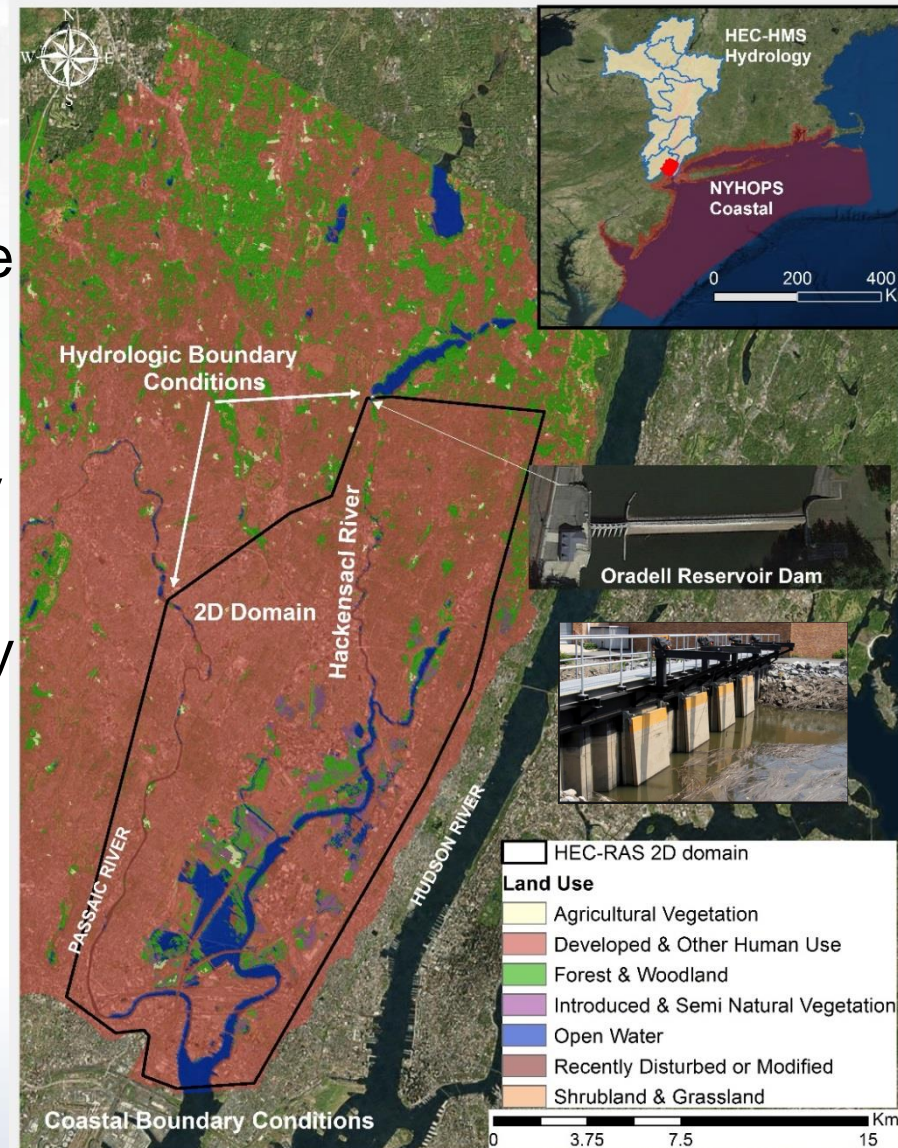 N
W E
S
HEC-HMS
Hydrology
NYHOPS
Coastal
0 200 400
K
e
Hydrologic Boundary
Conditions
y
Hackensacl River
Oradell Reservoir Dam
2D Domain
y
PASSAIC RIVER
HUDSON RIVER
HEC-RAS 2D domain
Land Use
Agricultural Vegetation
Developed & Other Human Use
Forest & Woodland
Introduced & Semi Natural Vegetation
Open Water
Recently Disturbed or Modified
Shrubland & Grassland
Coastal Boundary Conditions
Km
0 3.75 7.5 15